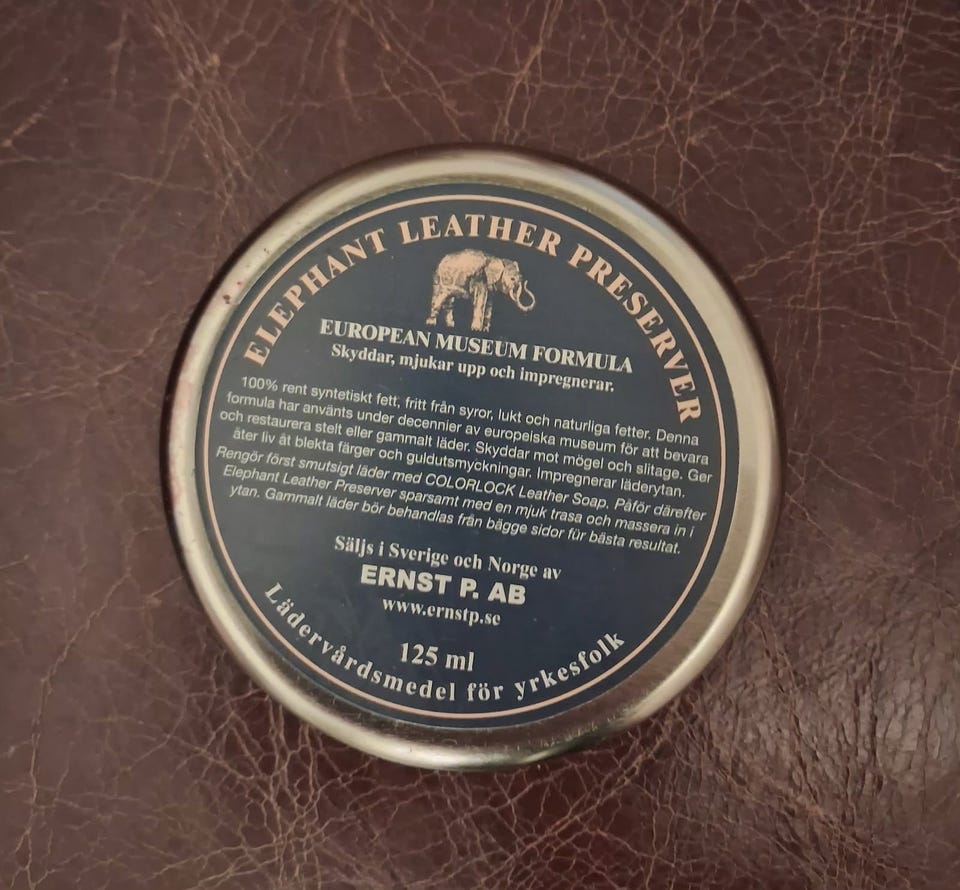 ELEPHANT LEATHER PRESERVER
EUROPEAN MUSEUM FORMULA
Skyddar, mjukar upp och impregnerar.
100% rent syntetiskt fett, fritt från syror, lukt och naturliga fetter. Denna
formula har använts under decennier av europeiska museum för att bevara
och restaurera stelt eller gammalt läder. Skyddar mot mögel och slitage. Ger
åter liv åt blekta färger och guldutsmyckningar. Impregnerar läderytan.
Rengör först smutsigt läder med COLORLOCK Leather Soap. Påför därefter
Elephant Leather Preserver sparsamt med en mjuk trasa och massera in i
ytan. Gammalt läder bör behandlas från bägge sidor för bästa resultat.
Säljs i Sverige och Norge av
ERNST P. AB
www.ernstp.se
125 ml
Lädervårdsmedel för yrkesfolk